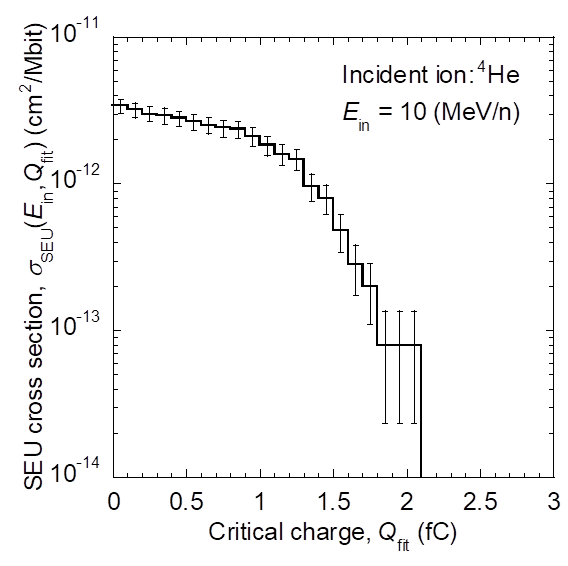 10⁻¹¹
Incident ion:⁴He
E_in = 10 (MeV/n)
10⁻¹²
SEU cross section, σ_SEU(E_in, Q_fit) (cm²/Mbit)
10⁻¹³
10⁻¹⁴
0 0.5 1 1.5 2 2.5 3
Critical charge, Q_fit (fC)